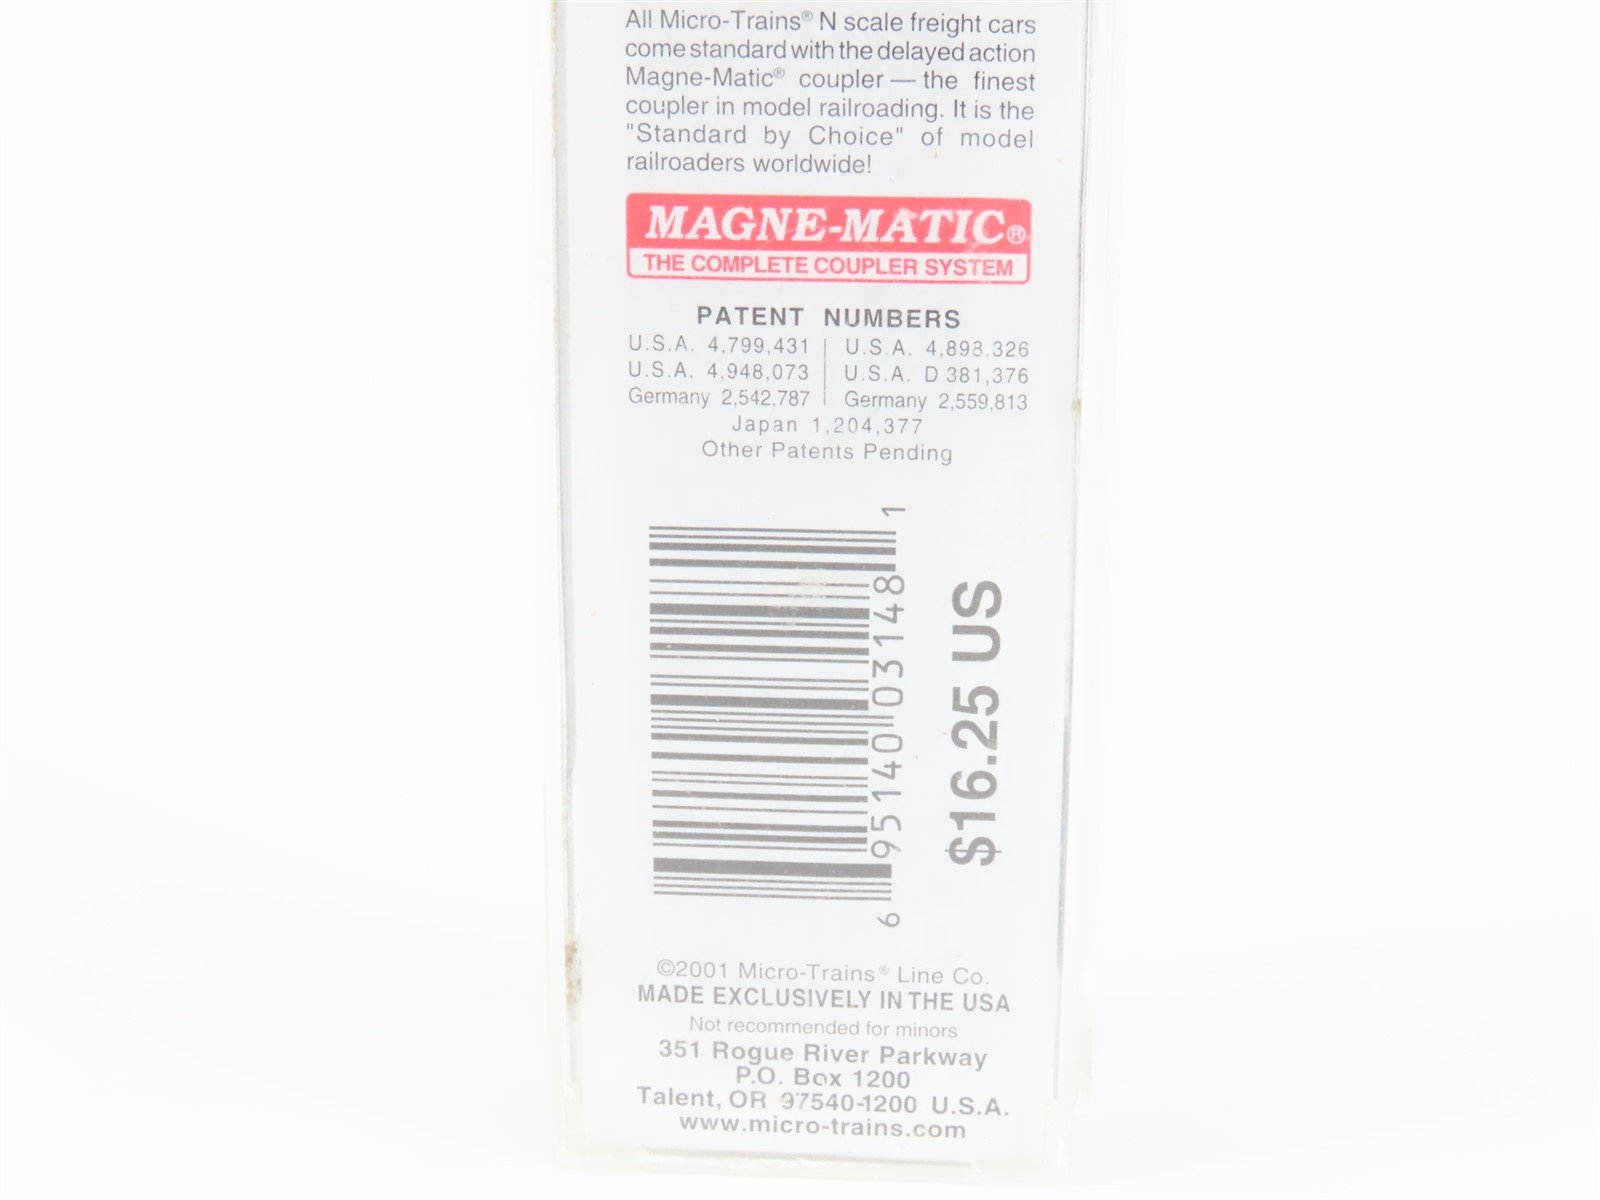 All Micro-Trains® N scale freight cars
come standard with the delayed action
Magne-Matic® coupler — the finest
coupler in model railroading. It is the
"Standard by Choice" of model
railroaders worldwide!
MAGNE-MATIC®
THE COMPLETE COUPLER SYSTEM
PATENT NUMBERS
U.S.A. 4,799,431 | U.S.A. 4,898,326
U.S.A. 4,948,073 | U.S.A. D 381,376
Germany 2,542,787 | Germany 2,559,813
Japan 1,204,377
Other Patents Pending
6 95140 03148 1
$16.25 US
©2001 Micro-Trains® Line Co.
MADE EXCLUSIVELY IN THE USA
Not recommended for minors
351 Rogue River Parkway
P.O. Box 1200
Talent, OR 97540-1200 U.S.A.
www.micro-trains.com